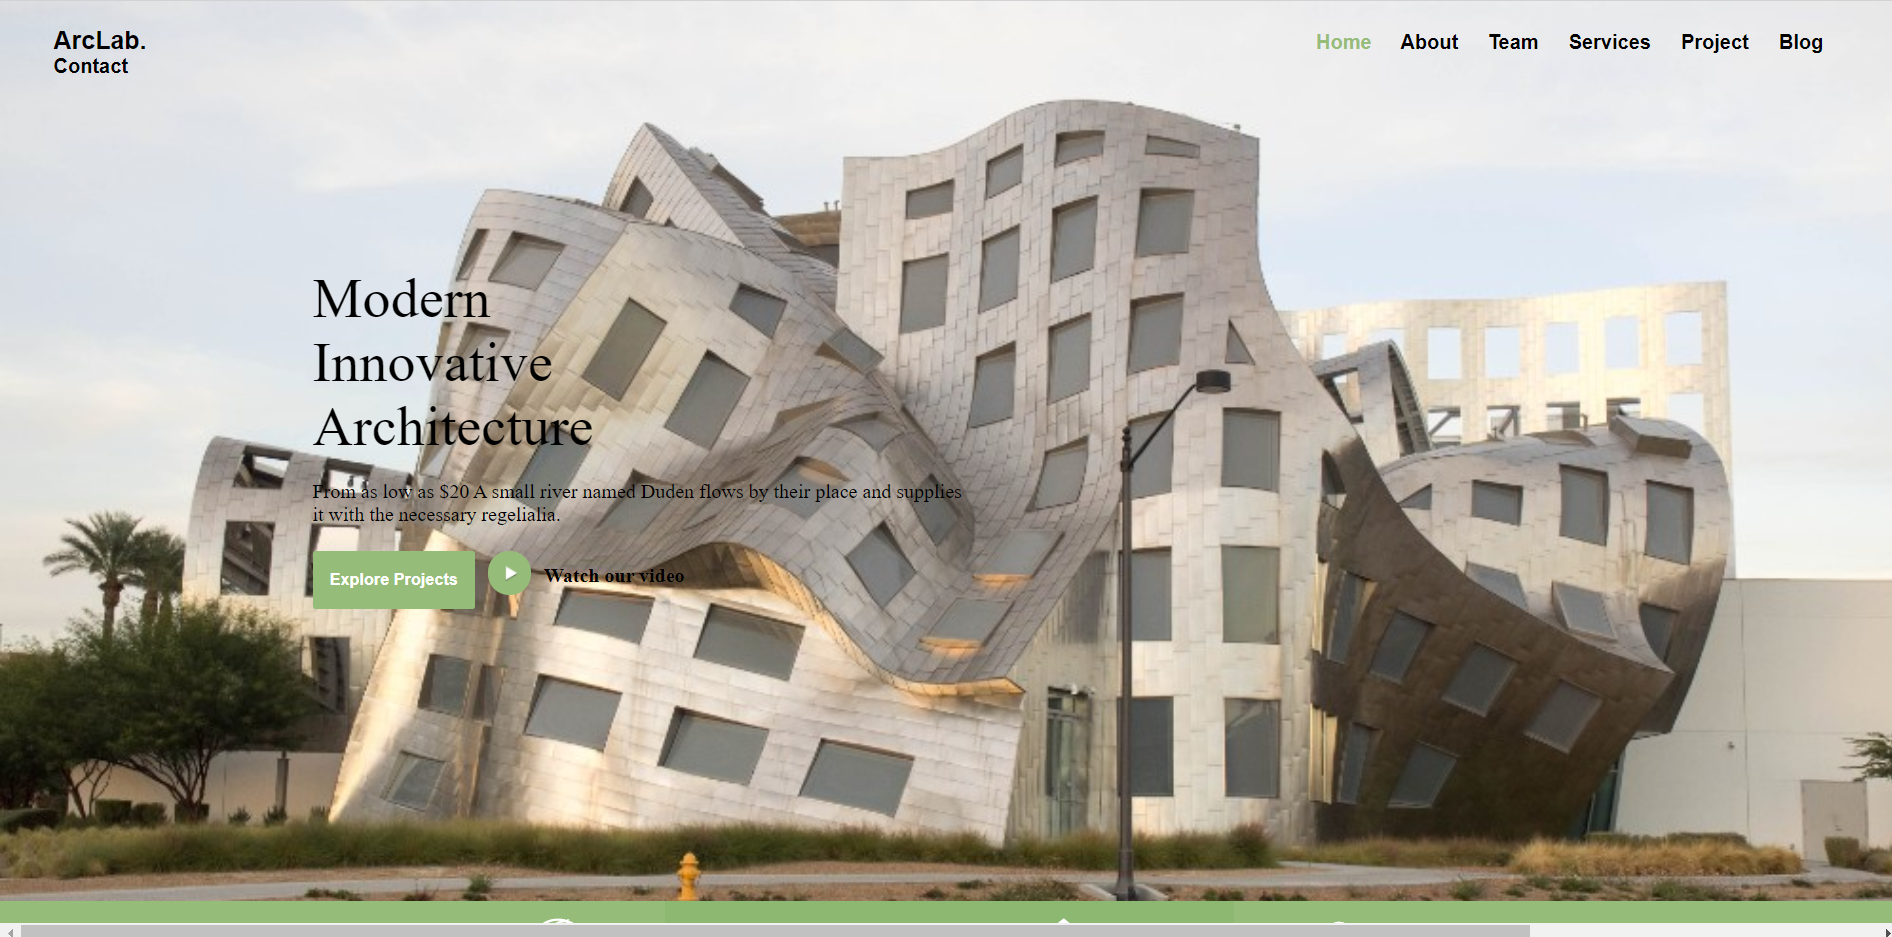 ArcLab.
Contact
Home About Team Services Project Blog
Modern
Innovative
Architecture
From as low as $20 A small river named Duden flows by their place and supplies
it with the necessary regelialia.
Explore Projects
Watch our video